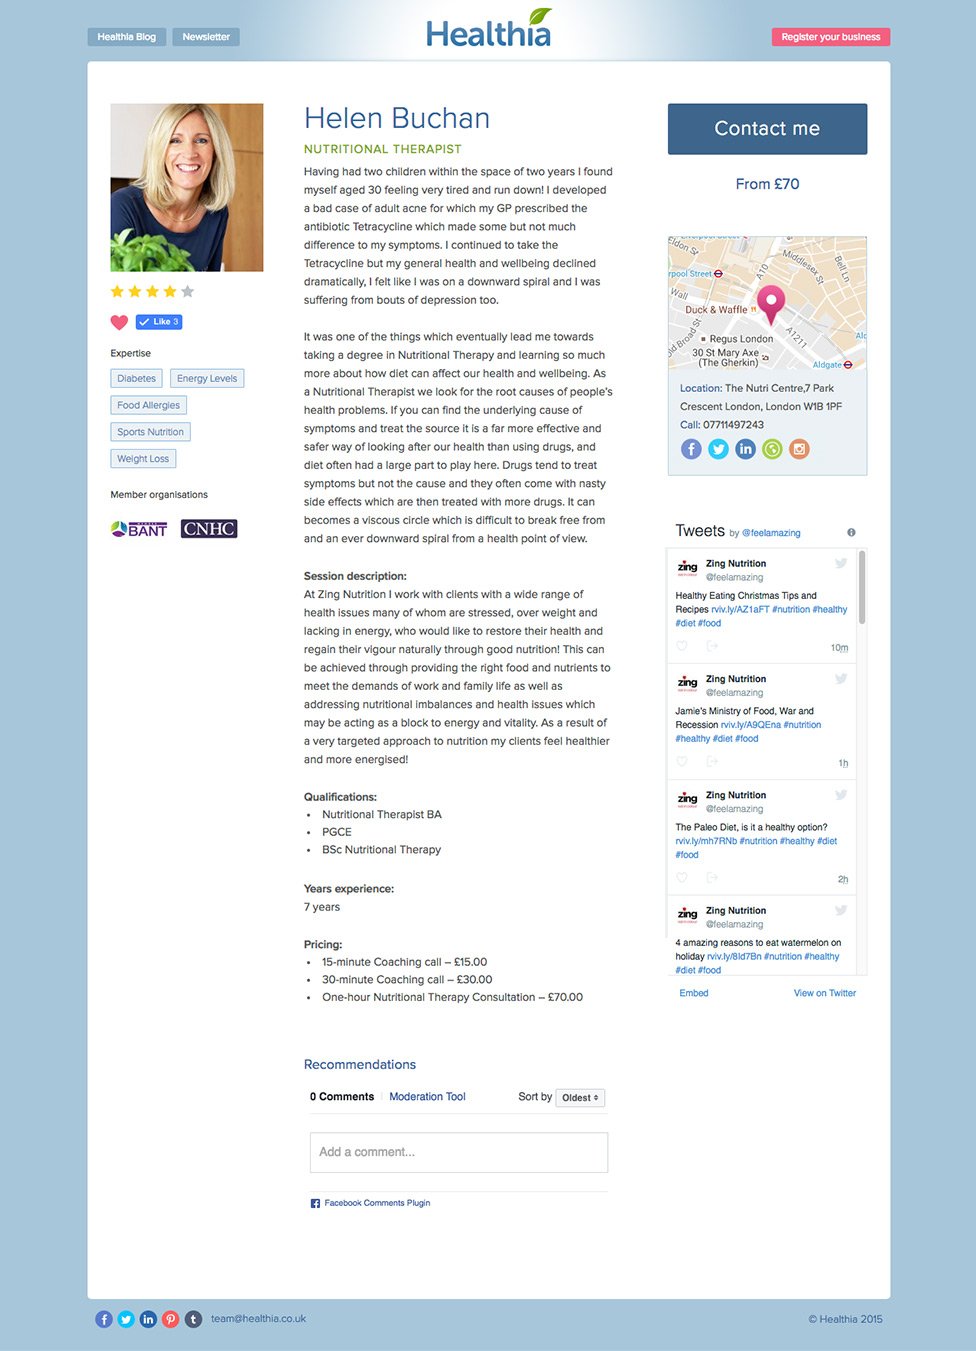 Healthia Blog
Newsletter
Healthia
Register your business
Helen Buchan
NUTRITIONAL THERAPIST
Having had two children within the space of two years I found
myself aged 30 feeling very tired and run down! I developed
a bad case of adult acne for which my GP prescribed the
antibiotic Tetracycline which made some but not much
difference to my symptoms. I continued to take the
Tetracycline but my general health and wellbeing declined
dramatically, I felt like I was on a downward spiral and I was
suffering from bouts of depression too.
It was one of the things which eventually lead me towards
taking a degree in Nutritional Therapy and learning so much
more about how diet can affect our health and wellbeing. As
a Nutritional Therapist we look for the root causes of people's
health problems. If you can find the underlying cause of
symptoms and treat the source it is a far more effective and
safer way of looking after our health than using drugs, and
diet often had a large part to play here. Drugs tend to treat
symptoms but not the cause and they often come with nasty
side effects which are then treated with more drugs. It can
becomes a viscous circle which is difficult to break free from
and an ever downward spiral from a health point of view.
Session description:
At Zing Nutrition I work with clients with a wide range of
health issues many of whom are stressed, over weight and
lacking in energy, who would like to restore their health and
regain their vigour naturally through good nutrition! This can
be achieved through providing the right food and nutrients to
meet the demands of work and family life as well as
addressing nutritional imbalances and health issues which
may be acting as a block to energy and vitality. As a result of
a very targeted approach to nutrition my clients feel healthier
and more energised!
Qualifications:
• Nutritional Therapist BA
• PGCE
• BSc Nutritional Therapy
Years experience:
7 years
Pricing:
• 15-minute Coaching call – £15.00
• 30-minute Coaching call – £30.00
• One-hour Nutritional Therapy Consultation – £70.00
Recommendations
0 Comments
Moderation Tool
Sort by
Oldest
Add a comment...
Facebook Comments Plugin
Like 3
Expertise
Diabetes
Energy Levels
Food Allergies
Sports Nutrition
Weight Loss
Member organisations
BANT
CNHC
Contact me
From £70
Liverpool Street
Eldon St
rpool Street
A10
Middlesex St
Bell Ln
Wall
Duck & Waffle
Old Broad St
Regus London
A1211
30 St Mary Axe
(The Gherkin)
Aldgate
Location: The Nutri Centre,7 Park
Crescent London, London W1B 1PF
Call: 07711497243
Tweets by @feelamazing
zing
Zing Nutrition
@feelamazing
Healthy Eating Christmas Tips and
Recipes rviv.ly/AZ1aFT #nutrition #healthy
#diet #food
10m
zing
Zing Nutrition
@feelamazing
Jamie's Ministry of Food, War and
Recession rviv.ly/A9QEna #nutrition
#healthy #diet #food
1h
zing
Zing Nutrition
@feelamazing
The Paleo Diet, is it a healthy option?
rviv.ly/mh7RNb #nutrition #healthy #diet
#food
2h
zing
Zing Nutrition
@feelamazing
4 amazing reasons to eat watermelon on
holiday rviv.ly/8Id7Bn #nutrition #healthy
#diet #food
Embed
View on Twitter
team@healthia.co.uk
© Healthia 2015